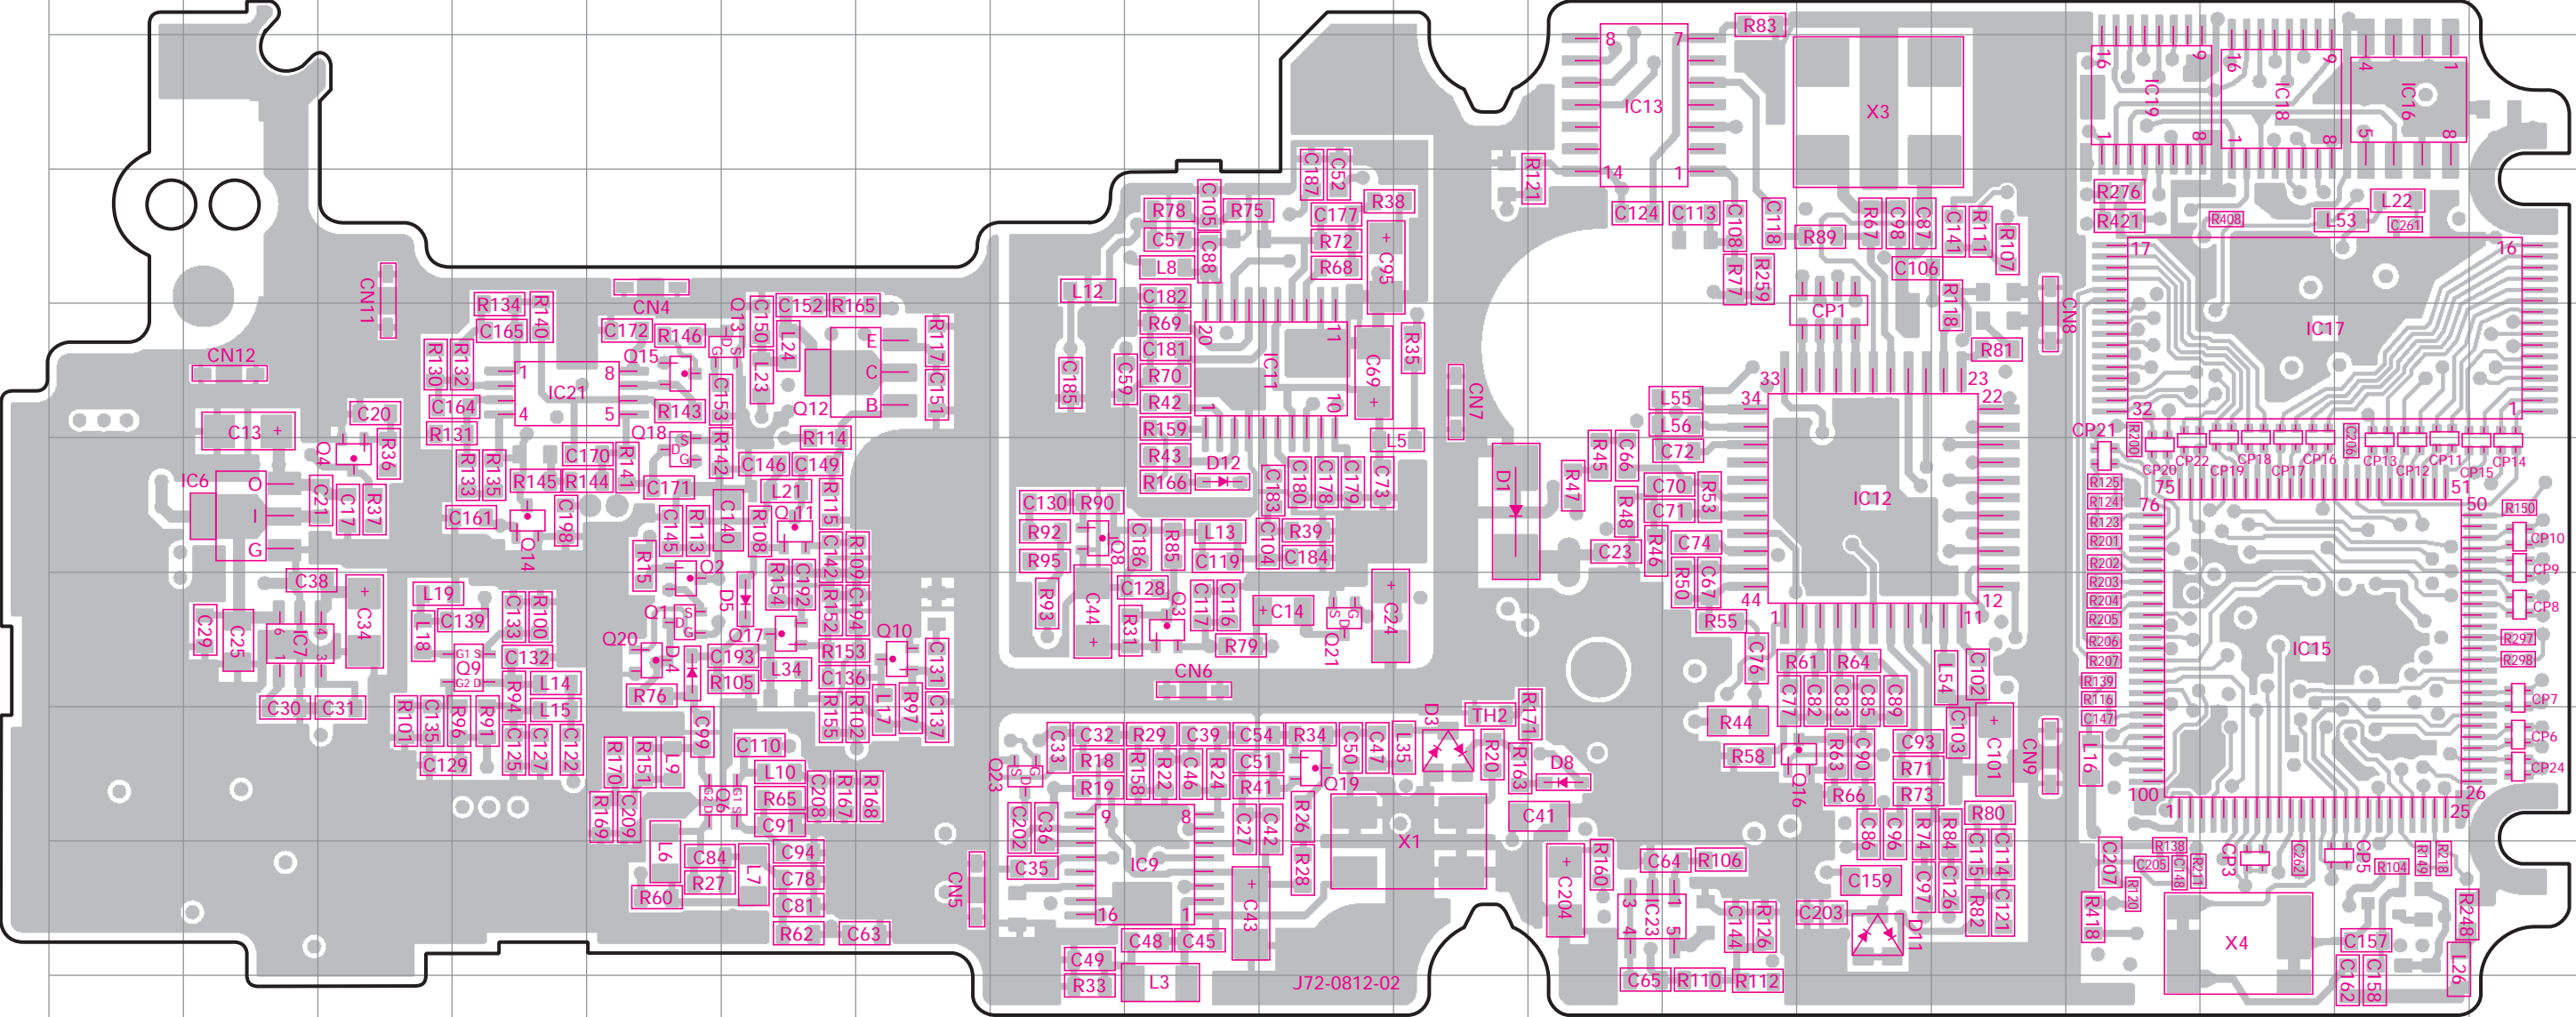 R83
8 7
IC13
14 1
X3
16 9
IC19
1 8
16 9
IC18
1 8
4 1
IC16
5 8
R121
C187
C52
R38
C105
R78
R75
C177
C57
C88
R72
L8
R68
C95 +
C124
C113
C108
C118
R89
R67
C98
C87
C141
R111
R107
C106
R77
R259
R118
CP1
R81
CN8
R276
R421
R408
L53
L22
C261
17 16
IC17
32 1
CN11
CN4
CN12
R134
R140
C165
C172
R146
Q13
G D S
C150
C152
R165
L24
L23
E
C
B
Q12
R117
C151
R130
R132
Q15
1 8
IC21
4 5
C164
R131
R143
C153
Q18
S
D G
R142
R114
C170
R141
C146
C149
R133
R135
R145
R144
C171
L21
R115
C161
C198
Q14
C145
R113
C140
R108
Q11
C20
C13 +
Q4
R36
IC6
O
I
G
C21
C17
R37
L12
C182
R69
C181
R70
R42
R159
R43
R166
C185
C59
20 11
IC11
1 10
C69 +
R35
CN7
L5
D12
C183
C180
C178
C179
C73
C130
R90
R92
R95
Q8
C186
R85
L13
C119
C104
R39
C184
C128
R93
C44 +
R31
Q3
C117
C116
+ C14
R79
S G
D
Q21
+ C24
CN6
D1
R47
R45
C66
R48
C23
L55
L56
C72
C70
C71
R53
R46
C74
R50
C67
R55
C76
33 23
34 22
IC12
44 12
1 11
R61
R64
L54
C102
C77
C82
C83
C85
C89
R44
R58
Q16
R63
C90
C93
R71
R73
C103
+ C101
CN9
R66
R80
C86
C96
R74
R84
C115
C114
C159
C97
C126
R82
C121
C203
D11
CP21
R200
CP20
CP22
CP19
CP18
CP17
CP16
C206
CP13
CP12
CP11
CP15
CP14
75 51
76 50
IC15
100 26
1 25
R125
R124
R123
R201
R202
R203
R204
R205
R206
R207
R139
R116
C147
L16
R150
CP10
CP9
CP8
R297
R298
CP7
CP6
CP24
C38
C29
C25
6 4
IC7
1 3
+ C34
C30
C31
L19
L18
C139
C133
R100
G1 S
Q9
G2 D
C132
R94
L14
L15
R101
C135
R96
R91
C125
C127
C122
C129
R15
Q2
D5
R154
C192
C142
R109
R152
C194
Q1
S
D G
Q17
Q20
D4
C193
R105
L34
R153
C136
Q10
C131
R76
R155
R102
L17
R97
C137
C99
C110
R170
R151
L9
L10
R65
C91
C208
R167
R168
Q6
G2 D
G1 S
R169
C209
L6
C84
R27
L7
C94
C78
C81
R60
R62
C63
CN5
Q23
S G
D
C33
C32
R29
C39
C54
R34
C50
C47
L35
D3
TH2
R171
R20
R163
D8
R18
R158
R22
C46
R24
C51
R19
R41
Q19
C202
C36
C35
9 8
IC9
16 1
C27
C42
R26
R28
X1
C41
+ C43
C48
C45
C49
R33
L3
J72-0812-02
+ C204
R160
C64
R106
3 1
IC23
4 5
C144
R126
C65
R110
R112
C207
R138
C205
C148
R211
R120
R418
CP3
C262
CP5
R104
R149
R218
X4
C157
C162
C158
R248
L26